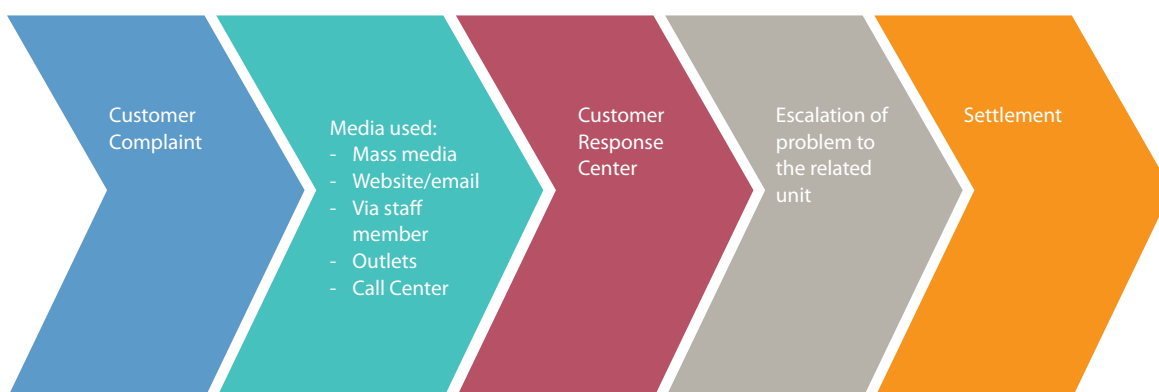 Customer
Complaint
Media used:
- Mass media
- Website/email
- Via staff
member
- Outlets
- Call Center
Customer
Response
Center
Escalation of
problem to
the related
unit
Settlement